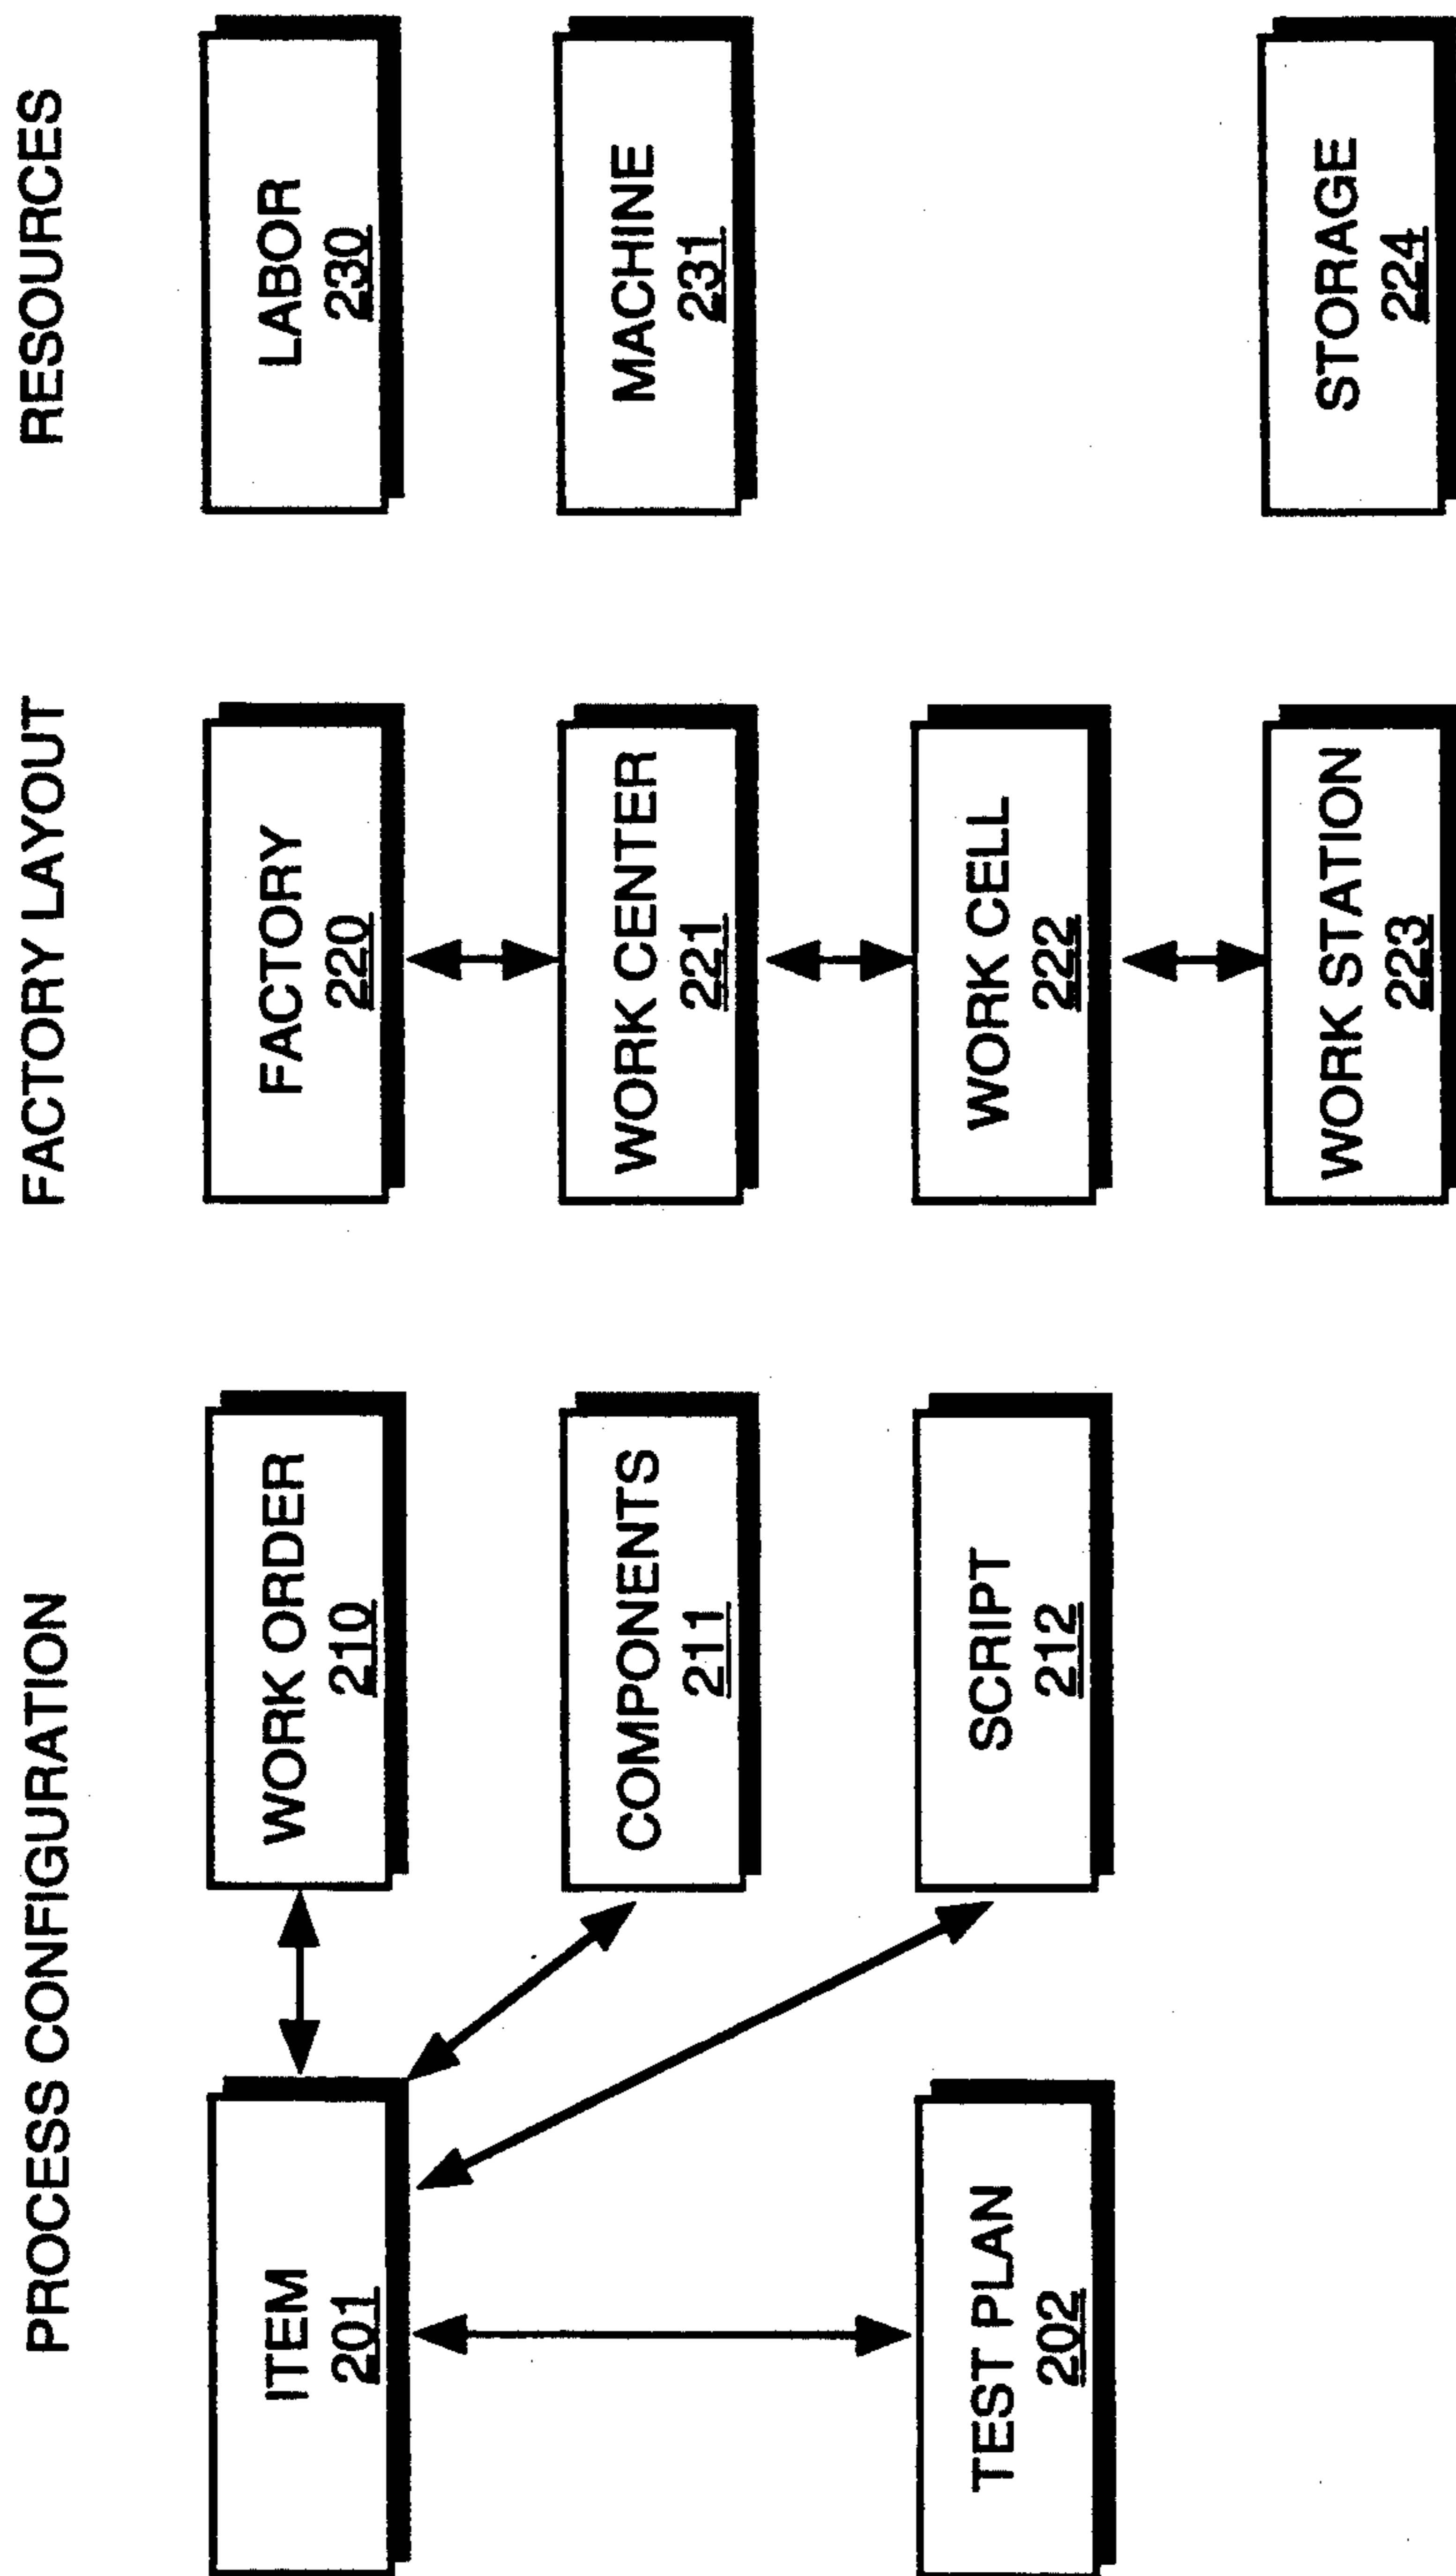 PROCESS CONFIGURATION
FACTORY LAYOUT
RESOURCES
ITEM
201
WORK ORDER
210
FACTORY
220
LABOR
230
COMPONENTS
211
WORK CENTER
221
MACHINE
231
TEST PLAN
202
SCRIPT
212
WORK CELL
222
WORK STATION
223
STORAGE
224